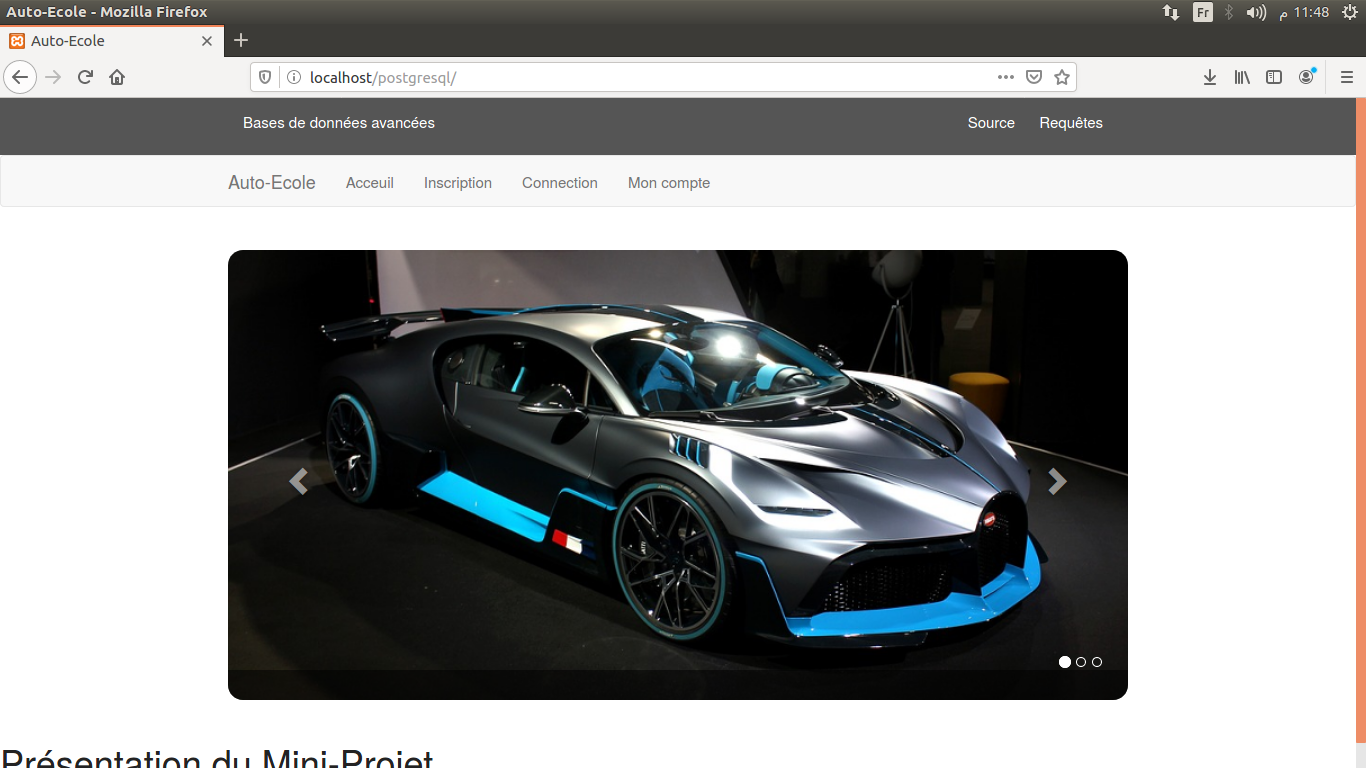 Auto-Ecole - Mozilla Firefox
Fr
م 11:48
Auto-Ecole
localhost/postgresql/
Bases de données avancées
Source Requêtes
Auto-Ecole Acceuil Inscription Connection Mon compte
Présentation du Mini-Projet